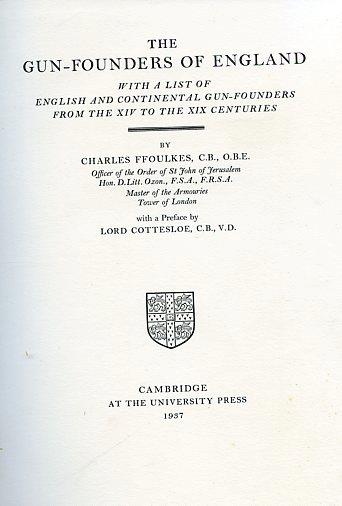 THE
GUN-FOUNDERS OF ENGLAND
WITH A LIST OF
ENGLISH AND CONTINENTAL GUN-FOUNDERS
FROM THE XIV TO THE XIX CENTURIES
BY
CHARLES FFOULKES, C.B., O.B.E.
Officer of the Order of St John of Jerusalem
Hon. D.Litt. Oxon., F.S.A., F.R.S.A.
Master of the Armouries
Tower of London
with a Preface by
LORD COTTESLOE, C.B., V.D.
CAMBRIDGE
AT THE UNIVERSITY PRESS
1937